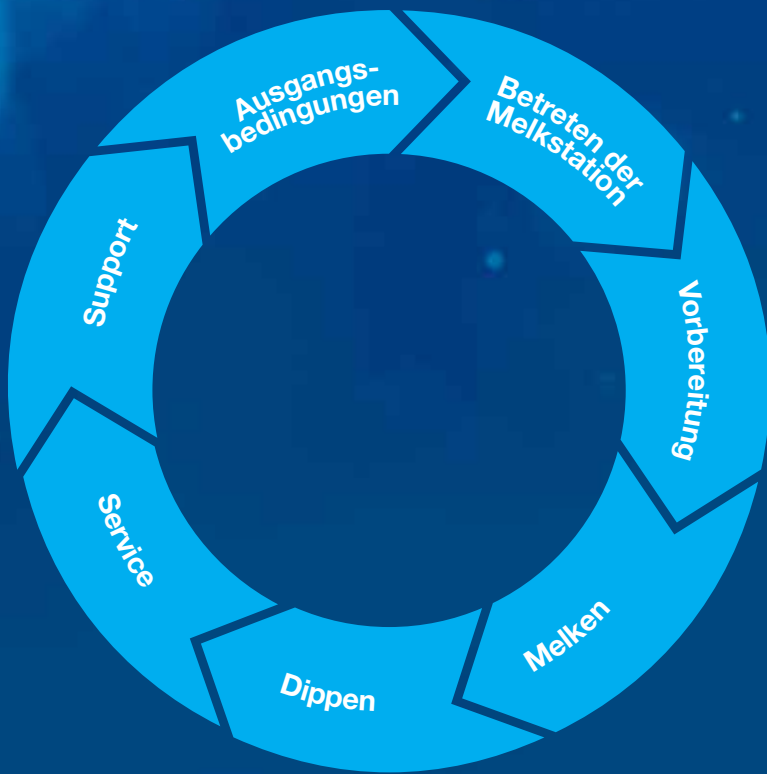 Ausgangs-
bedingungen
Betreten der
Melkstation
Vorbereitung
Melken
Dippen
Service
Support